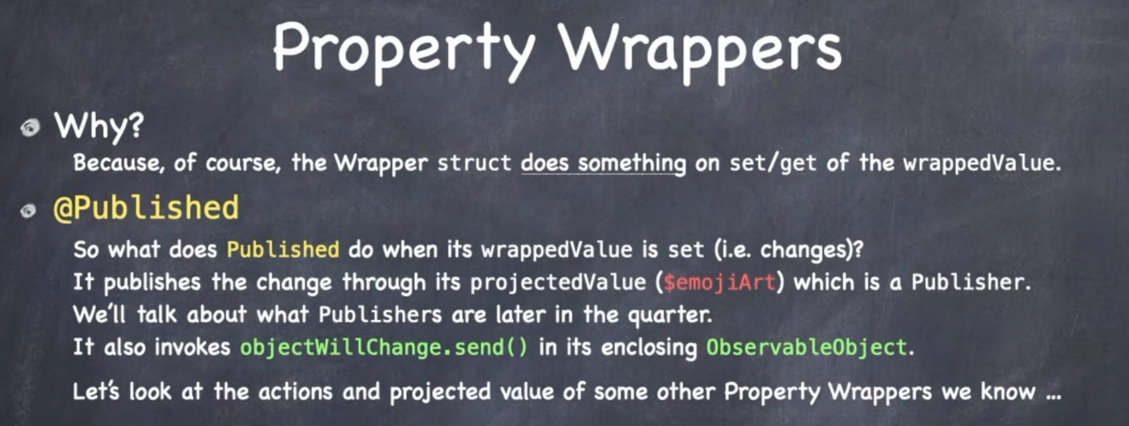 Property Wrappers
Why?
Because, of course, the Wrapper struct does something on set/get of the wrappedValue.
@Published
So what does Published do when its wrappedValue is set (i.e. changes)?
It publishes the change through its projectedValue ($emojiArt) which is a Publisher.
We'll talk about what Publishers are later in the quarter.
It also invokes objectWillChange.send() in its enclosing ObservableObject.
Let's look at the actions and projected value of some other Property Wrappers we know ...